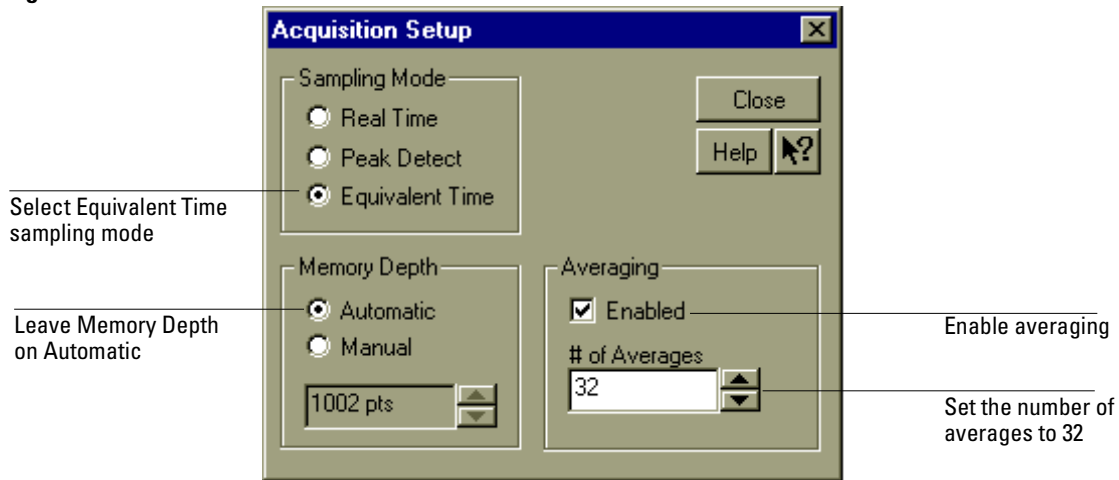 Acquisition Setup
Sampling Mode
Real Time
Peak Detect
Equivalent Time
Close
Help
?
Select Equivalent Time
sampling mode
Memory Depth
Automatic
Manual
1002 pts
Leave Memory Depth
on Automatic
Averaging
Enabled
# of Averages
32
Enable averaging
Set the number of
averages to 32